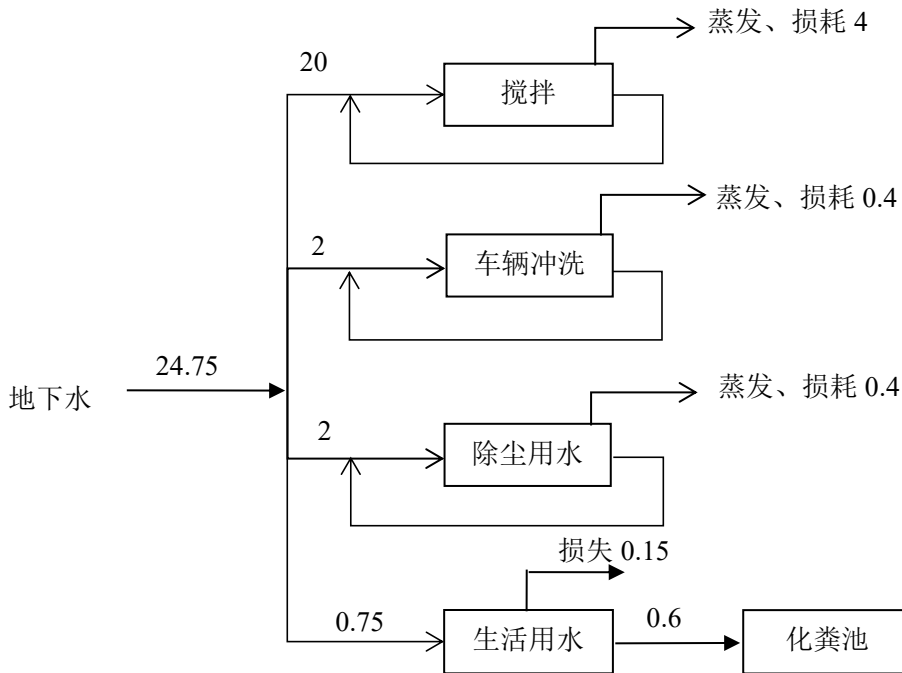 蒸发、损耗 4
20
搅拌
蒸发、损耗 0.4
2
车辆冲洗
24.75
地下水
蒸发、损耗 0.4
2
除尘用水
损失 0.15
0.75
生活用水
0.6
化粪池